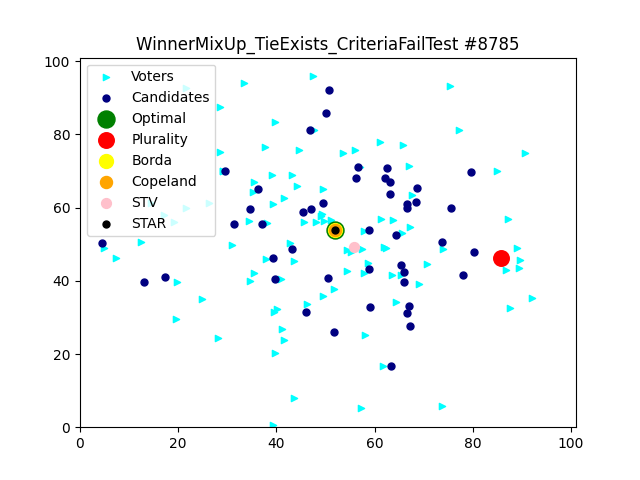 WinnerMixUp_TieExists_CriteriaFailTest #8785
100
80
60
40
20
0
Voters
Candidates
Optimal
Plurality
Borda
Copeland
STV
STAR
0 20 40 60 80 100